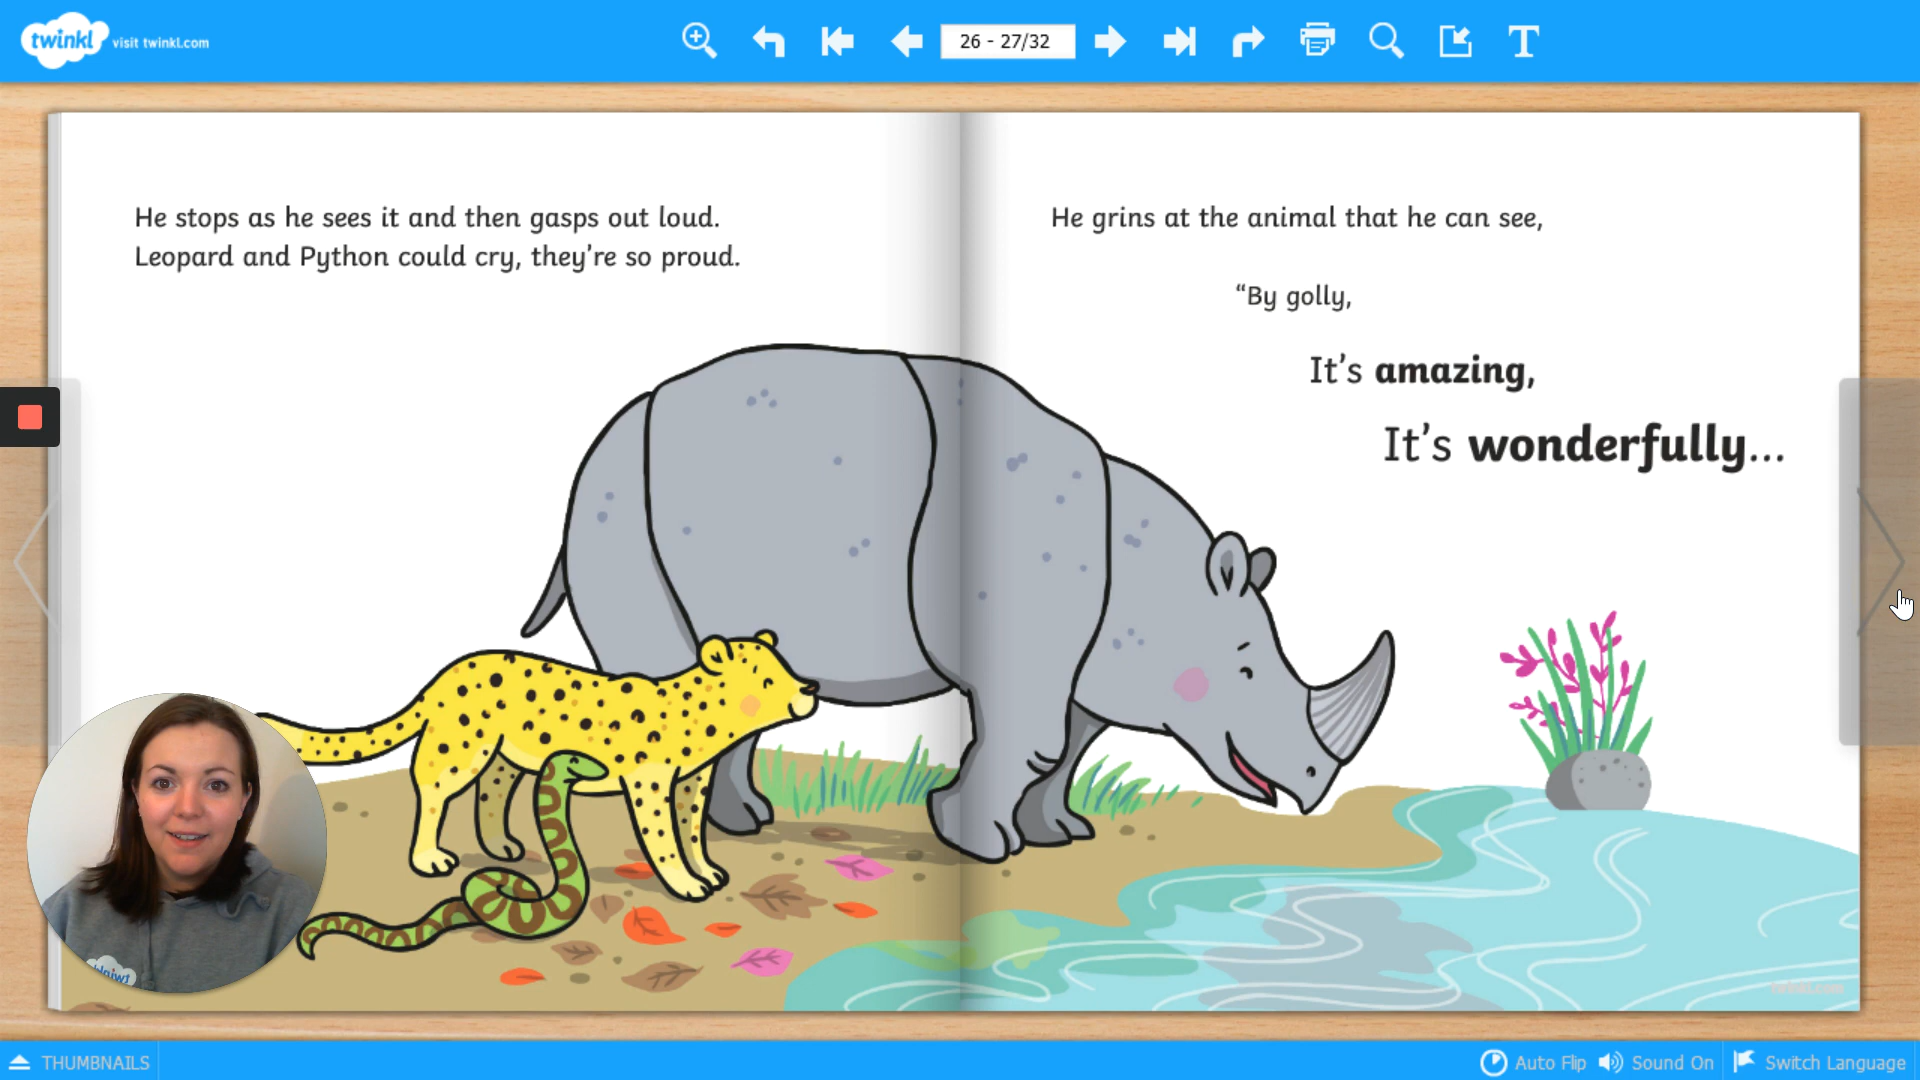 twinkl visit twinkl.com
26 - 27/32
T
He stops as he sees it and then gasps out loud.
Leopard and Python could cry, they're so proud.
He grins at the animal that he can see,
“By golly,
It's amazing,
It's wonderfully...
twinkl.com
THUMBNAILS
Auto Flip
Sound On
Switch Language